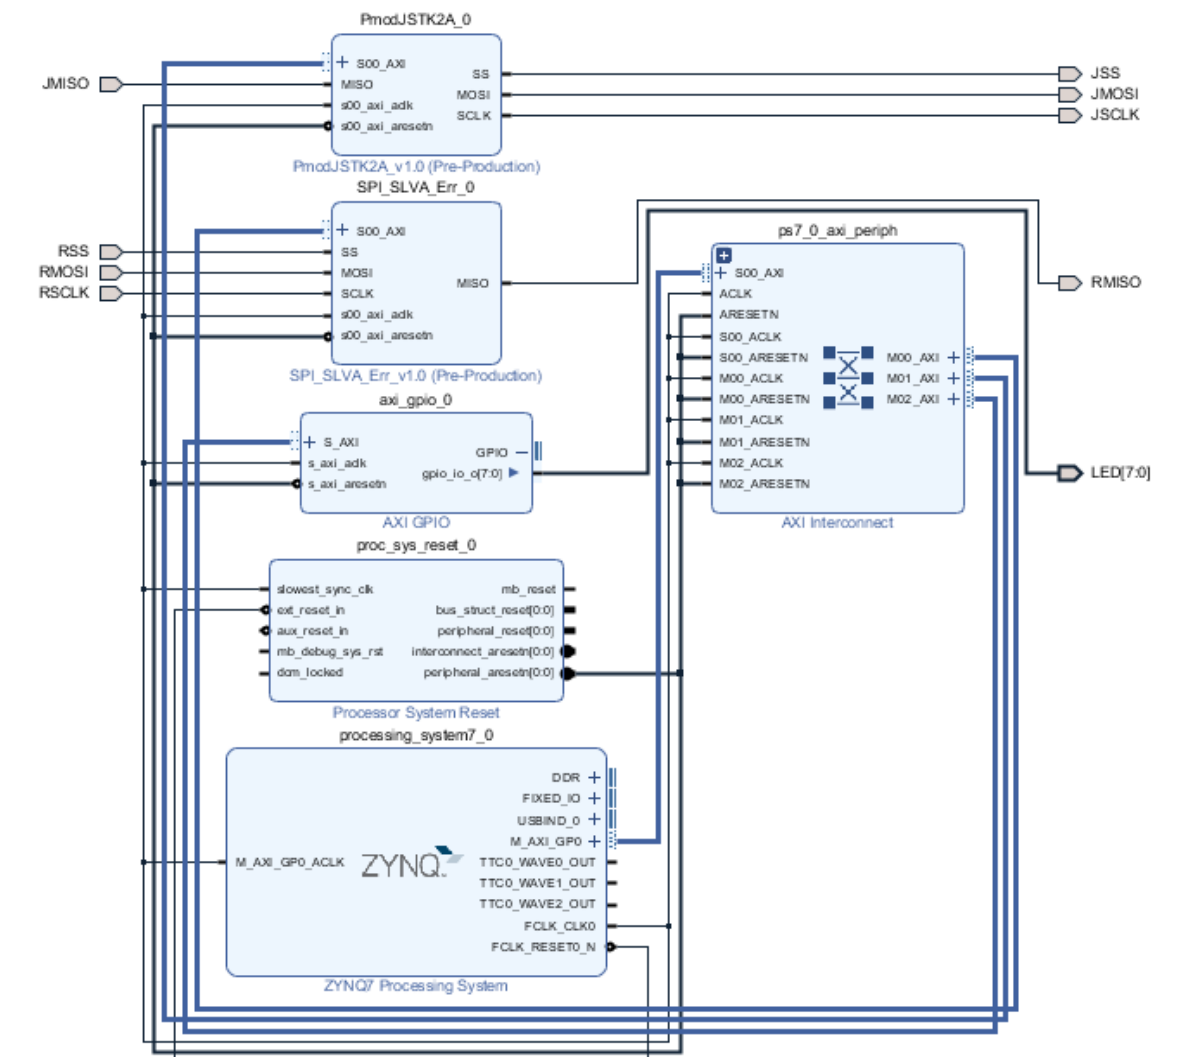 PmodJSTK2A_0
S00_AXI
MISO
s00_axi_aclk
s00_axi_aresetn
SS
MOSI
SCLK
JMISO
JSS
JMOSI
JSCLK
PmodJSTK2A_v1.0 (Pre-Production)
SPI_SLVA_Err_0
S00_AXI
SS
MOSI
SCLK
s00_axi_aclk
s00_axi_aresetn
MISO
RSS
RMOSI
RSCLK
SPI_SLVA_Err_v1.0 (Pre-Production)
ps7_0_axi_periph
S00_AXI
ACLK
ARESETN
S00_ACLK
S00_ARESETN
M00_ACLK
M00_ARESETN
M01_ACLK
M01_ARESETN
M02_ACLK
M02_ARESETN
M00_AXI
M01_AXI
M02_AXI
AXI Interconnect
RMISO
LED[7:0]
axi_gpio_0
S_AXI
s_axi_aclk
s_axi_aresetn
GPIO
gpio_io_o[7:0]
AXI GPIO
proc_sys_reset_0
slowest_sync_clk
ext_reset_in
aux_reset_in
mb_debug_sys_rst
dcm_locked
mb_reset
bus_struct_reset[0:0]
peripheral_reset[0:0]
interconnect_aresetn[0:0]
peripheral_aresetn[0:0]
Processor System Reset
processing_system7_0
M_AXI_GP0_ACLK
ZYNQ
DDR
FIXED_IO
USBIND_0
M_AXI_GP0
TTC0_WAVE0_OUT
TTC0_WAVE1_OUT
TTC0_WAVE2_OUT
FCLK_CLK0
FCLK_RESET0_N
ZYNQ7 Processing System